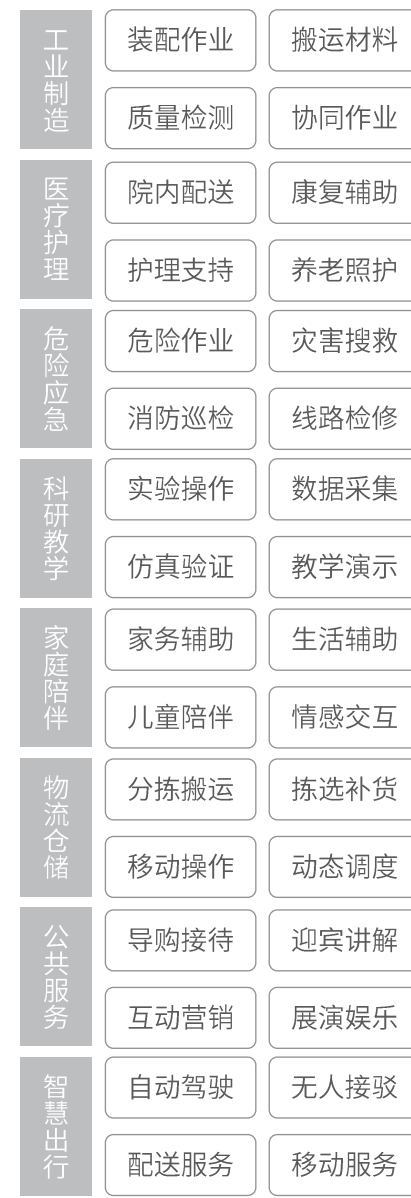 工业制造
装配作业
搬运材料
质量检测
协同作业
医疗护理
院内配送
康复辅助
护理支持
养老照护
危险应急
危险作业
灾害搜救
消防巡检
线路检修
科研教学
实验操作
数据采集
仿真验证
教学演示
家庭陪伴
家务辅助
生活辅助
儿童陪伴
情感交互
物流仓储
分拣搬运
拣选补货
移动操作
动态调度
公共服务
导购接待
迎宾讲解
互动营销
展演娱乐
智慧出行
自动驾驶
无人接驳
配送服务
移动服务